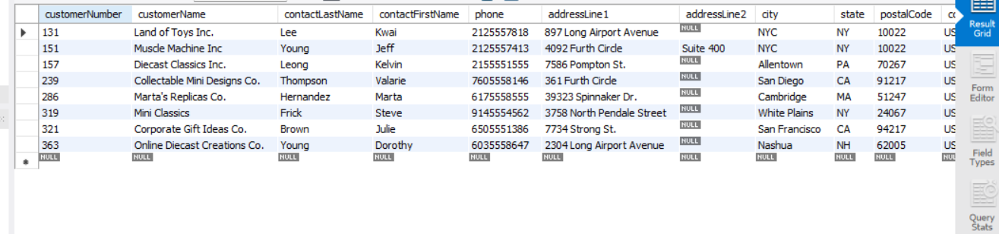 customerNumber customerName contactLastName contactFirstName phone addressLine1 addressLine2 city state postalCode
131 Land of Toys Inc. Lee Kwai 2125557818 897 Long Airport Avenue NULL NYC NY 10022 US
151 Muscle Machine Inc Young Jeff 2125557413 4092 Furth Circle Suite 400 NYC NY 10022 US
157 Diecast Classics Inc. Leong Kelvin 2155551555 7586 Pompton St. NULL Allentown PA 70267 US
239 Collectable Mini Designs Co. Thompson Valarie 7605558146 361 Furth Circle NULL San Diego CA 91217 US
286 Marta's Replicas Co. Hernandez Marta 6175558555 39323 Spinnaker Dr. NULL Cambridge MA 51247 US
319 Mini Classics Frick Steve 9145554562 3758 North Pendale Street NULL White Plains NY 24067 US
321 Corporate Gift Ideas Co. Brown Julie 6505551386 7734 Strong St. NULL San Francisco CA 94217 US
363 Online Diecast Creations Co. Young Dorothy 6035558647 2304 Long Airport Avenue NULL Nashua NH 62005 US
NULL NULL NULL NULL NULL NULL NULL NULL NULL NULL
Result
Grid
Form
Editor
Field
Types
Query
Stats